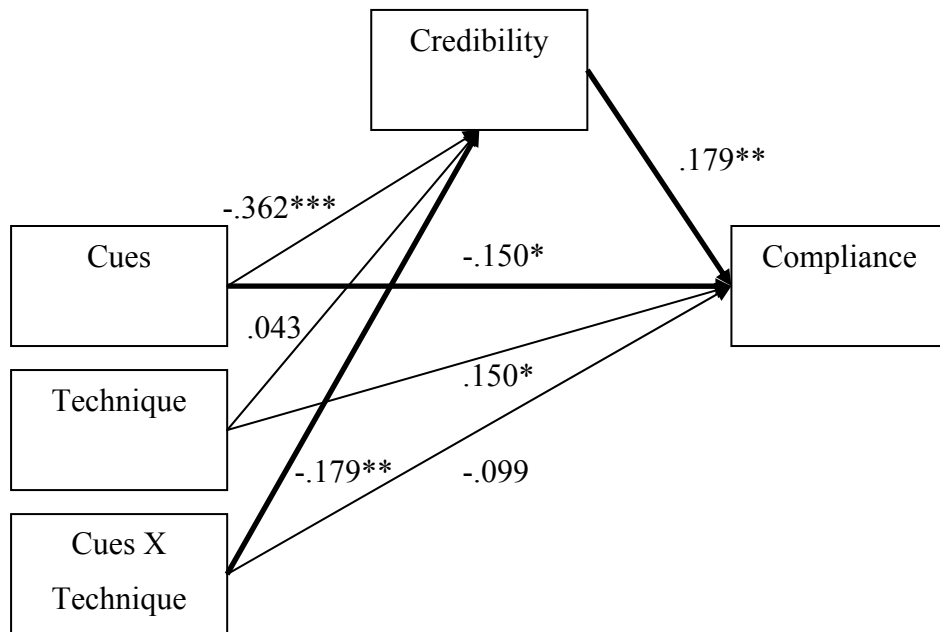 Credibility
.179**
-.362***
Cues
-.150*
Compliance
.043
Technique
.150*
-.179**
-.099
Cues X
Technique